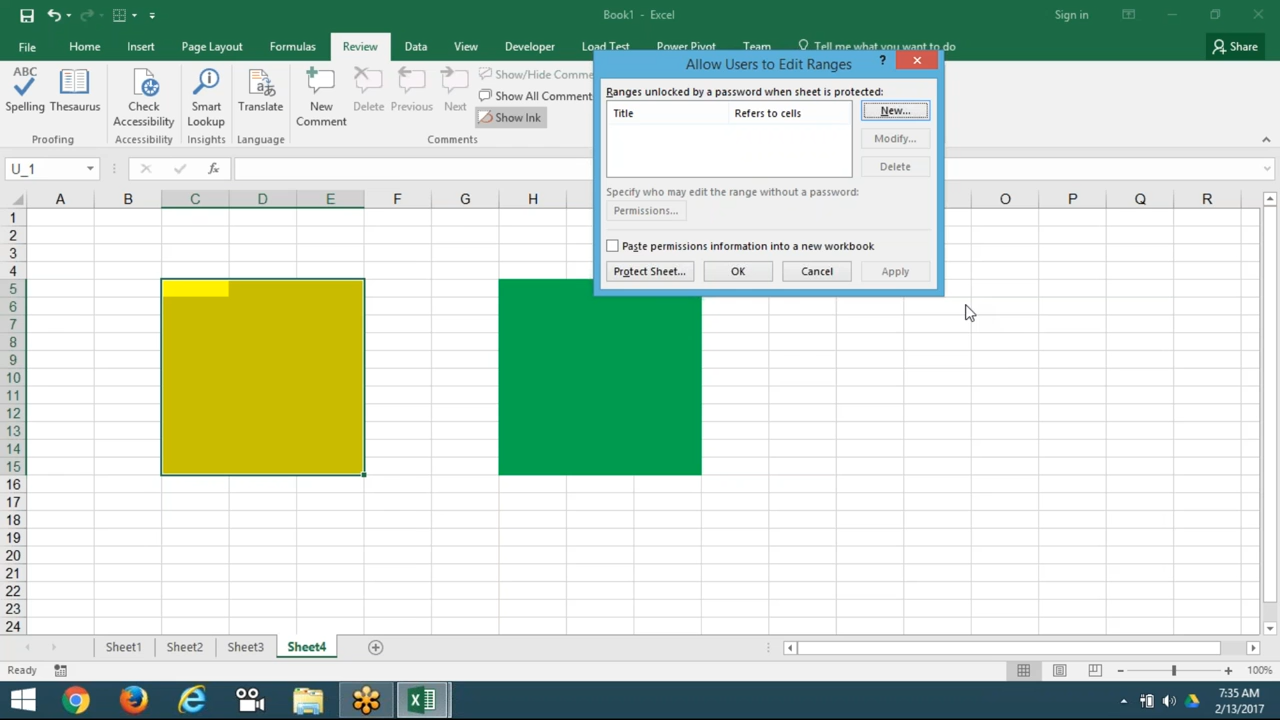 Book1 - Excel
Sign in
File Home Insert Page Layout Formulas Review Data View Developer Load Test Power Pivot Team Tell me what you want to do Share
ABC
Spelling
Thesaurus
Check Accessibility
Smart Lookup
Translate
New Comment
Delete
Previous
Next
Show/Hide Comme
Show All Comment
Show Ink
Proofing
Accessibility
Insights
Language
Comments
Allow Users to Edit Ranges
?
Ranges unlocked by a password when sheet is protected:
Title Refers to cells
New...
Modify...
Delete
Specify who may edit the range without a password:
Permissions...
Paste permissions information into a new workbook
Protect Sheet... OK Cancel Apply
U_1
fx
A B C D E F G H O P Q R
1
2
3
4
5
6
7
8
9
10
11
12
13
14
15
16
17
18
19
20
21
22
23
24
Sheet1 Sheet2 Sheet3 Sheet4
Ready
100%
7:35 AM
2/13/2017